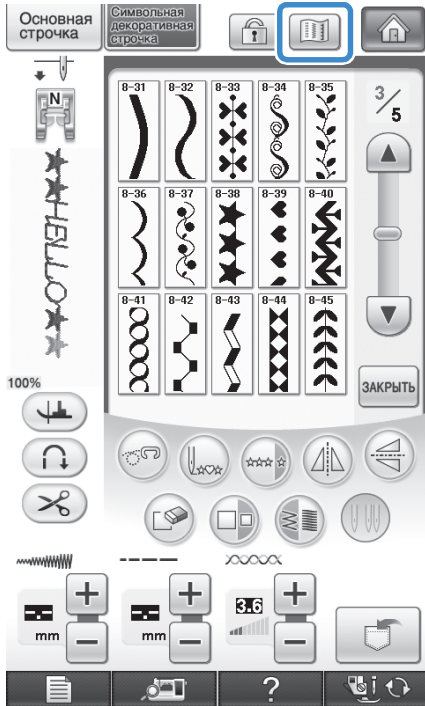 Основная
строчка
Символьная
декоративная
строчка
N
8-31 8-32 8-33 8-34 8-35
3/5
8-36 8-37 8-38 8-39 8-40
HELLO
8-41 8-42 8-43 8-44 8-45
100%
ЗАКРЫТЬ
+ + +
3.6
mm mm
− − −
?